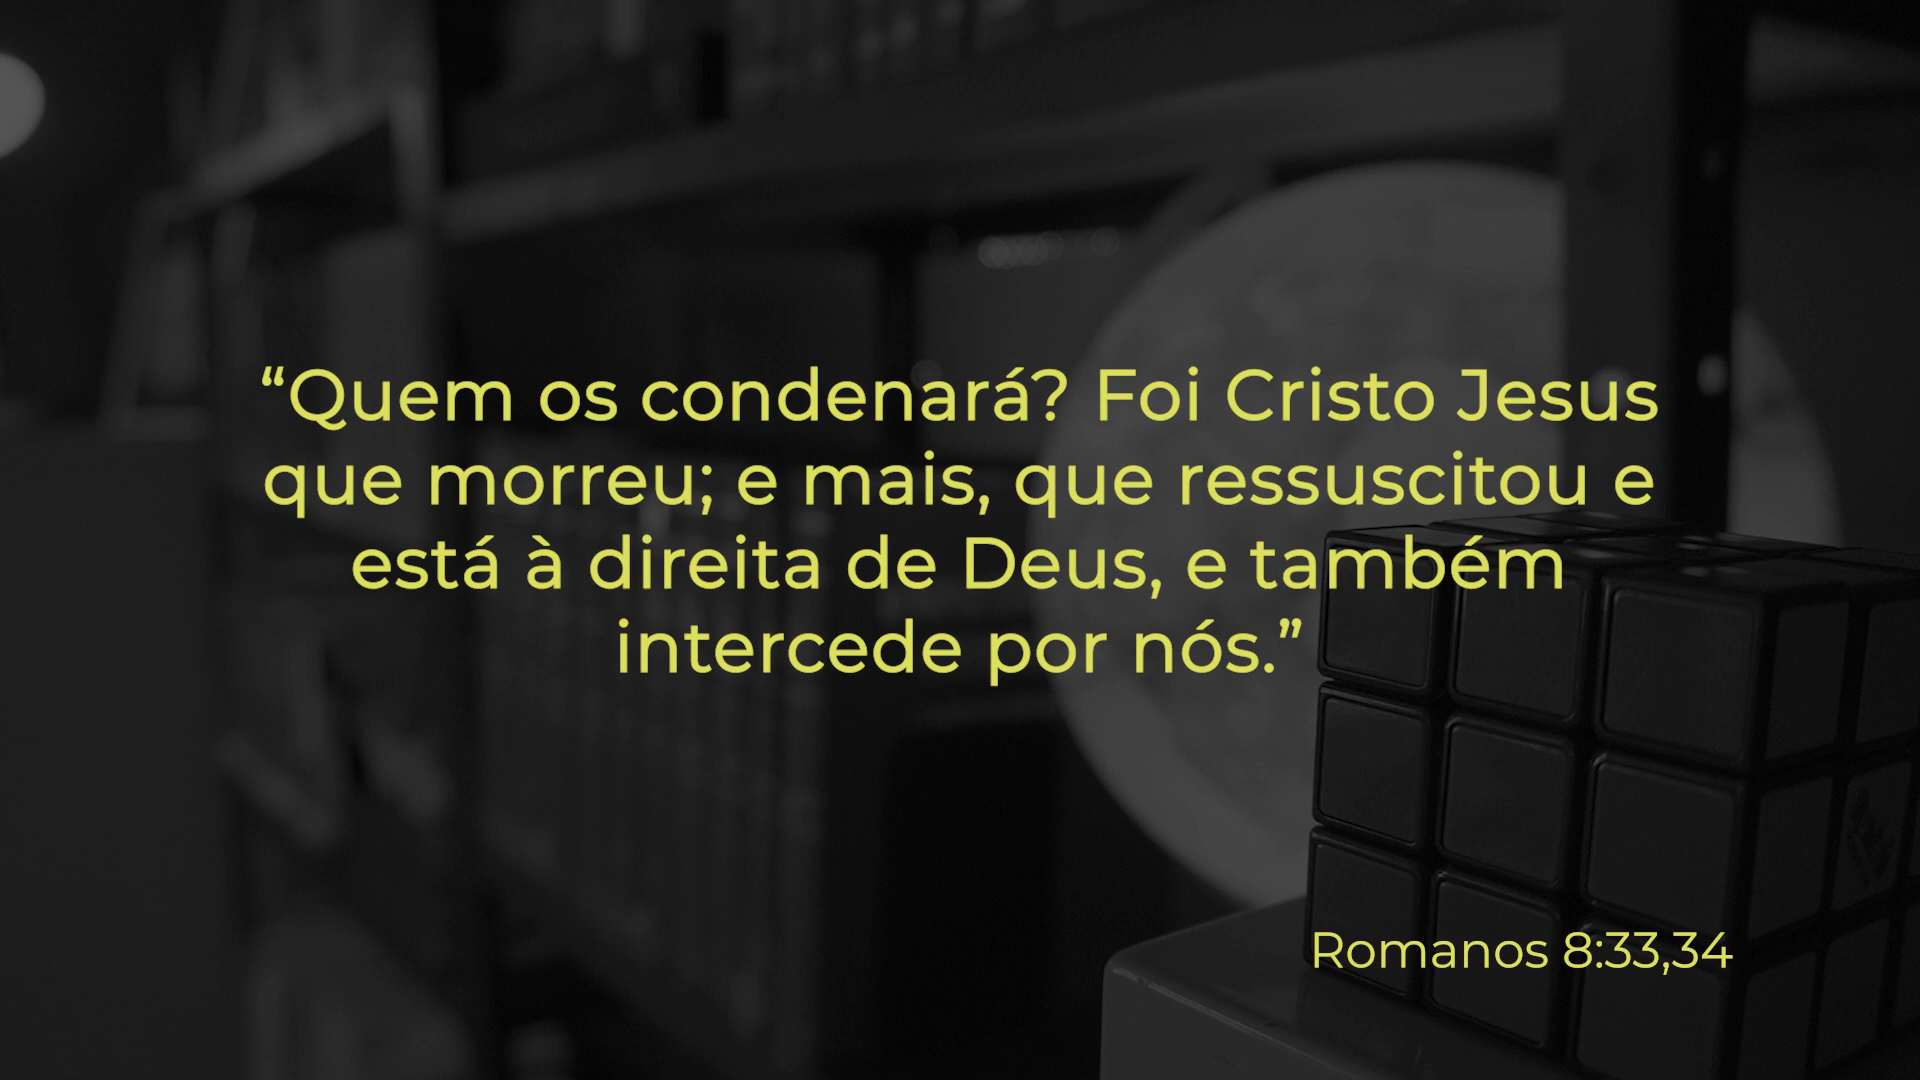 “Quem os condenará? Foi Cristo Jesus
que morreu; e mais, que ressuscitou e
está à direita de Deus, e também
intercede por nós.”
Romanos 8:33,34